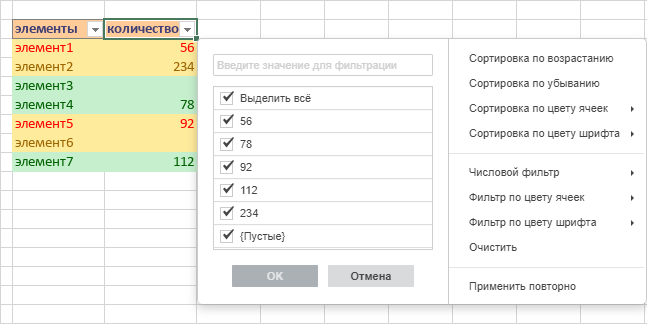 элементы количество
элемент1 56
элемент2 234
элемент3
элемент4 78
элемент5 92
элемент6
элемент7 112
Введите значение для фильтрации
Выделить всё
56
78
92
112
234
{Пустые}
OK Отмена
Сортировка по возрастанию
Сортировка по убыванию
Сортировка по цвету ячеек
Сортировка по цвету шрифта
Числовой фильтр
Фильтр по цвету ячеек
Фильтр по цвету шрифта
Очистить
Применить повторно